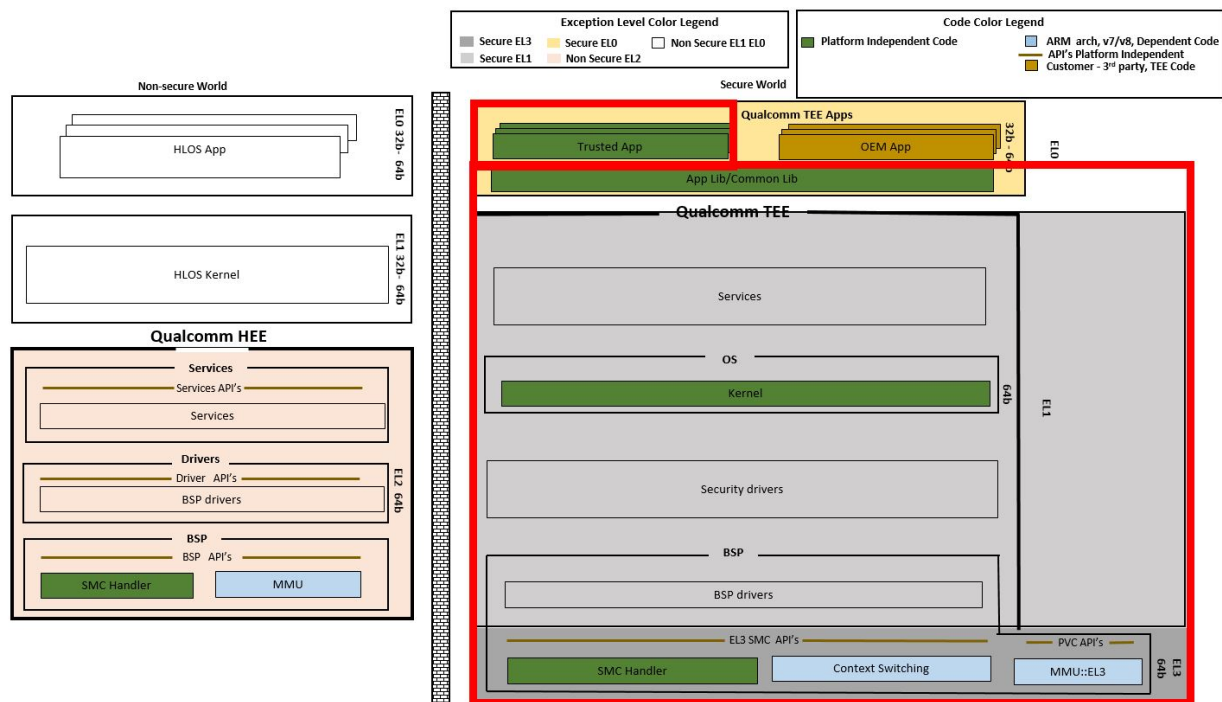 Exception Level Color Legend
Secure EL3
Secure EL0
Non Secure EL1 EL0
Secure EL1
Non Secure EL2
Code Color Legend
Platform Independent Code
ARM arch, v7/v8, Dependent Code
API's Platform Independent
Customer - 3rd party, TEE Code
Non-secure World
Secure World
HLOS App
EL0 32b- 64b
HLOS Kernel
EL1 32b- 64b
Qualcomm HEE
Services
Services API's
Services
Drivers
Driver API's
BSP drivers
EL2 64b
BSP
BSP API's
SMC Handler
MMU
Qualcomm TEE Apps
Trusted App
OEM App
32b - 64b
EL0
App Lib/Common Lib
Qualcomm TEE
Services
OS
Kernel
64b
EL1
Security drivers
BSP
BSP drivers
EL3 SMC API's
PVC API's
SMC Handler
Context Switching
MMU::EL3
EL3 64b